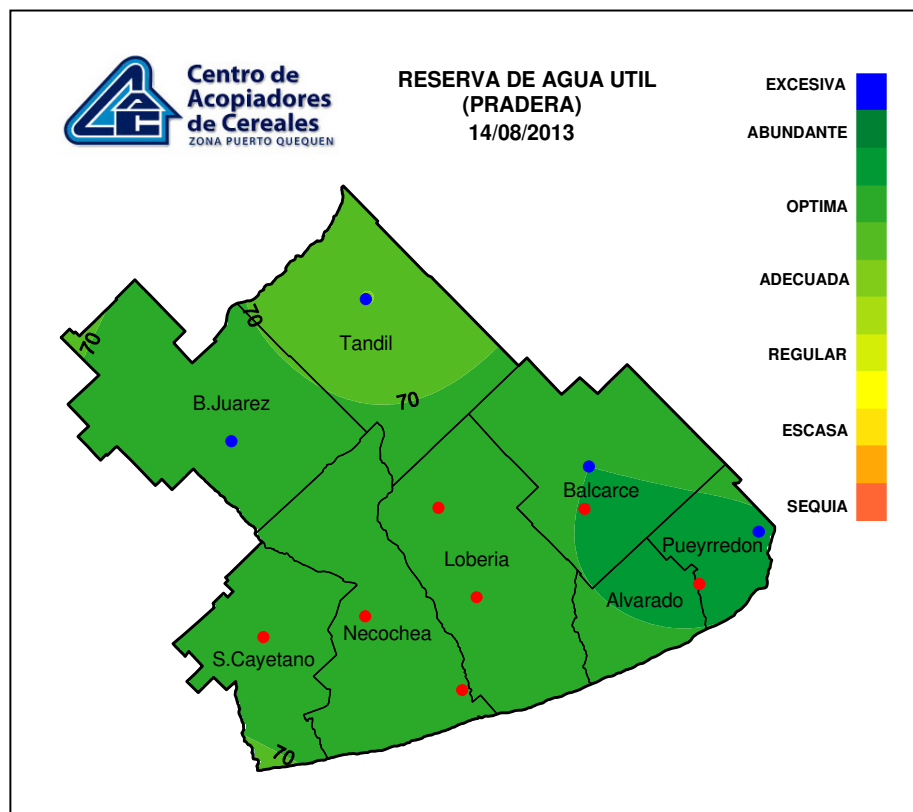 Centro de
Acopiadores
de Cereales
ZONA PUERTO QUEQUEN
CAC
RESERVA DE AGUA UTIL
(PRADERA)
14/08/2013
EXCESIVA
ABUNDANTE
OPTIMA
ADECUADA
REGULAR
ESCASA
SEQUIA
70
70
Tandil
70
B.Juarez
Balcarce
Pueyrredon
Loberia
Alvarado
Necochea
S.Cayetano
70